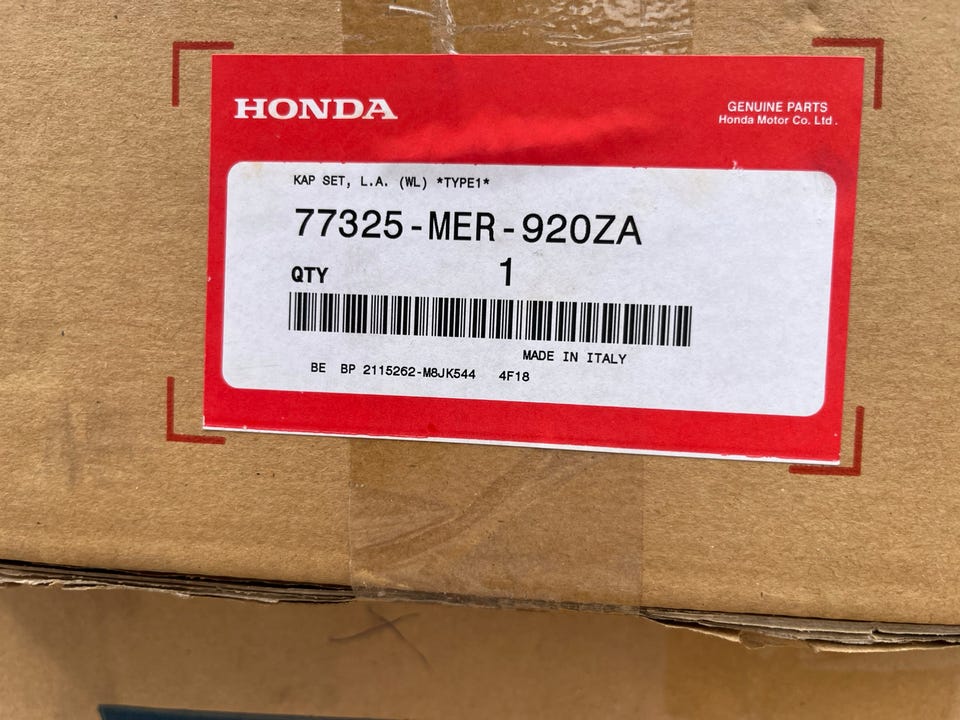 HONDA
GENUINE PARTS
Honda Motor Co. Ltd.
KAP SET, L.A. (WL) *TYPE1*
77325-MER-920ZA
QTY 1
MADE IN ITALY
BE BP 2115262-M8JK544 4F18